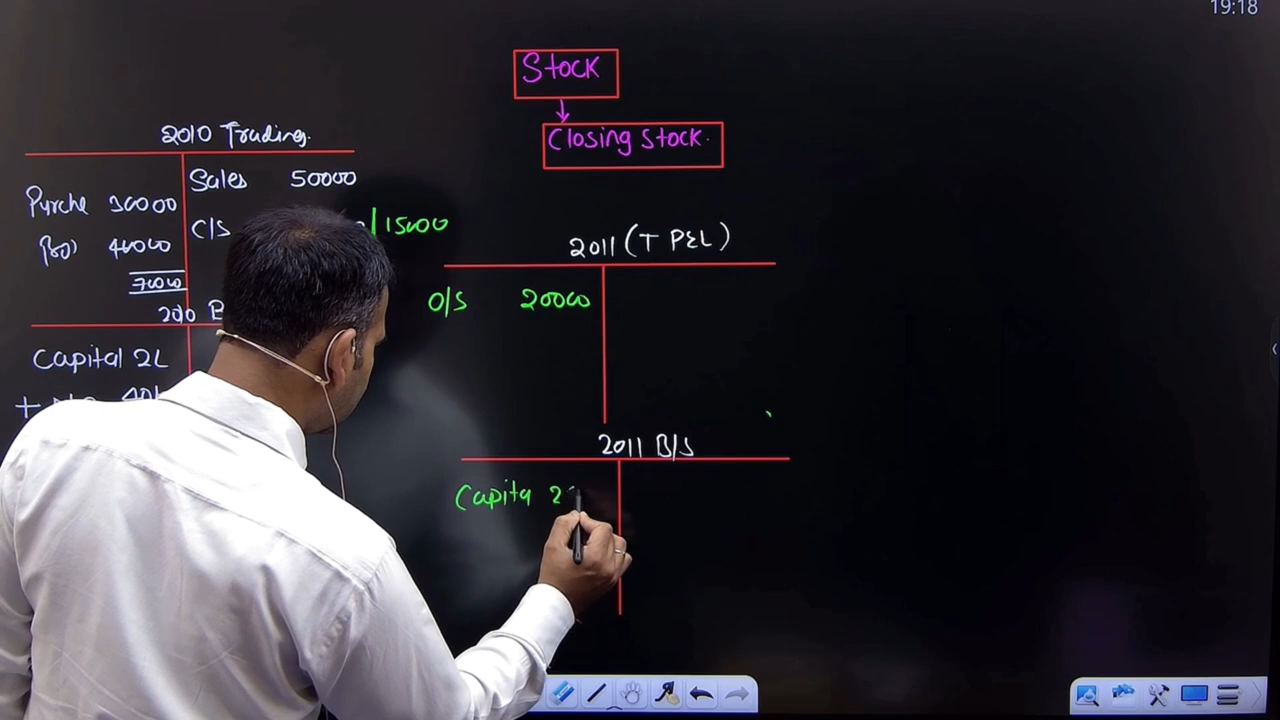 19:18
Stock
Closing Stock.
2010 Trading.
Sales 50000
Purche 30000
C/S /15000
40000
70000
2011 (T P&L)
O/S 20000
2010 B
Capital 2L
+
2011 B/S
Capita 2